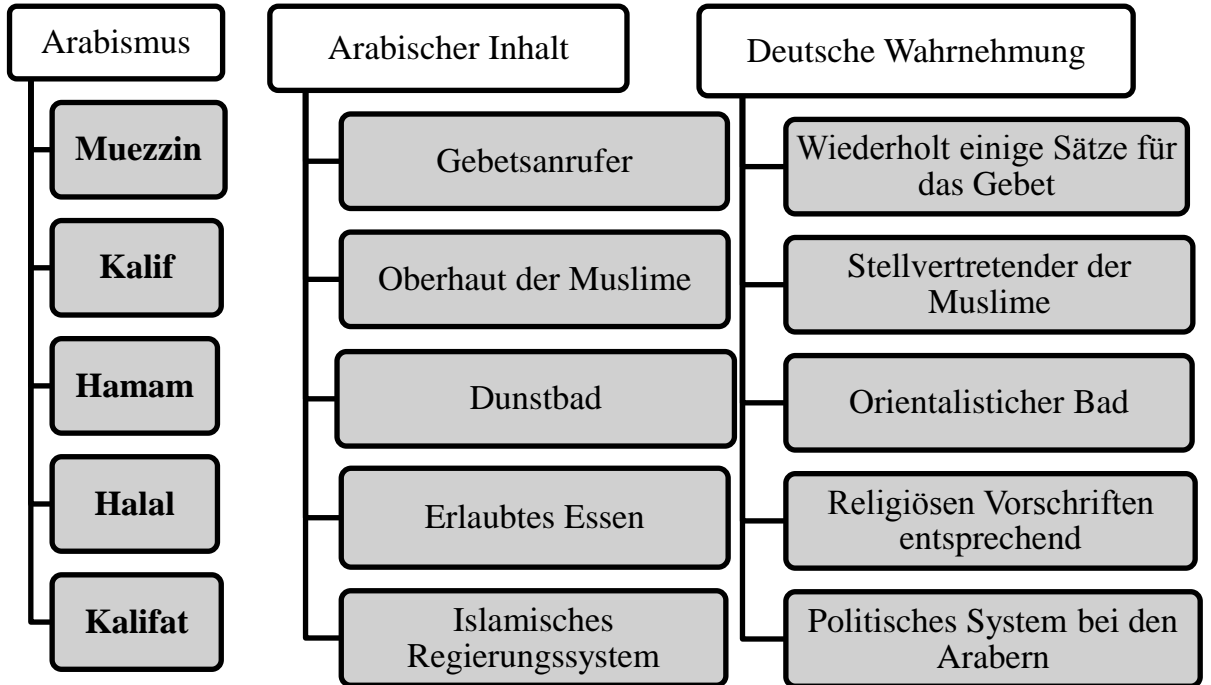 Arabismus
Muezzin
Kalif
Hamam
Halal
Kalifat
Arabischer Inhalt
Gebetsanrufer
Oberhaut der Muslime
Dunstbad
Erlaubtes Essen
Islamisches
Regierungssystem
Deutsche Wahrnehmung
Wiederholt einige Sätze für
das Gebet
Stellvertretender der
Muslime
Orientalisticher Bad
Religiösen Vorschriften
entsprechend
Politisches System bei den
Arabern